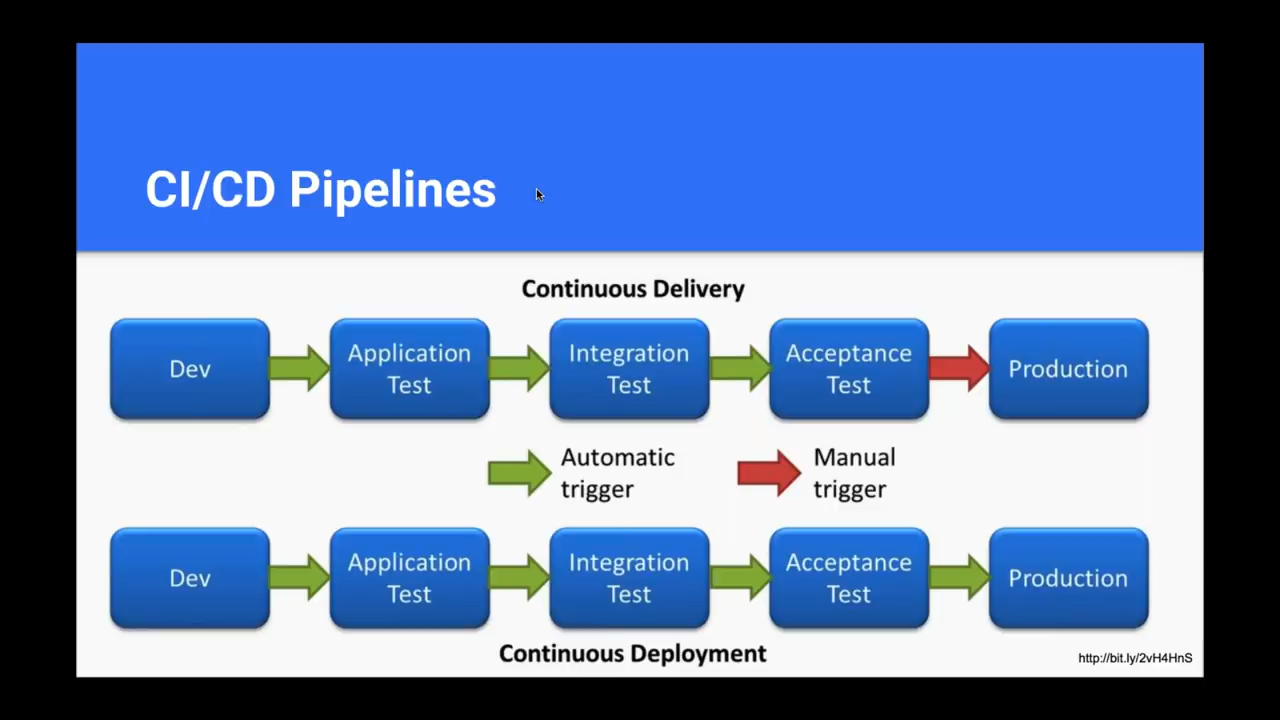 CI/CD Pipelines
Continuous Delivery
Dev
Application
Test
Integration
Test
Acceptance
Test
Production
Automatic
trigger
Manual
trigger
Dev
Application
Test
Integration
Test
Acceptance
Test
Production
Continuous Deployment
http://bit.ly/2vH4HnS